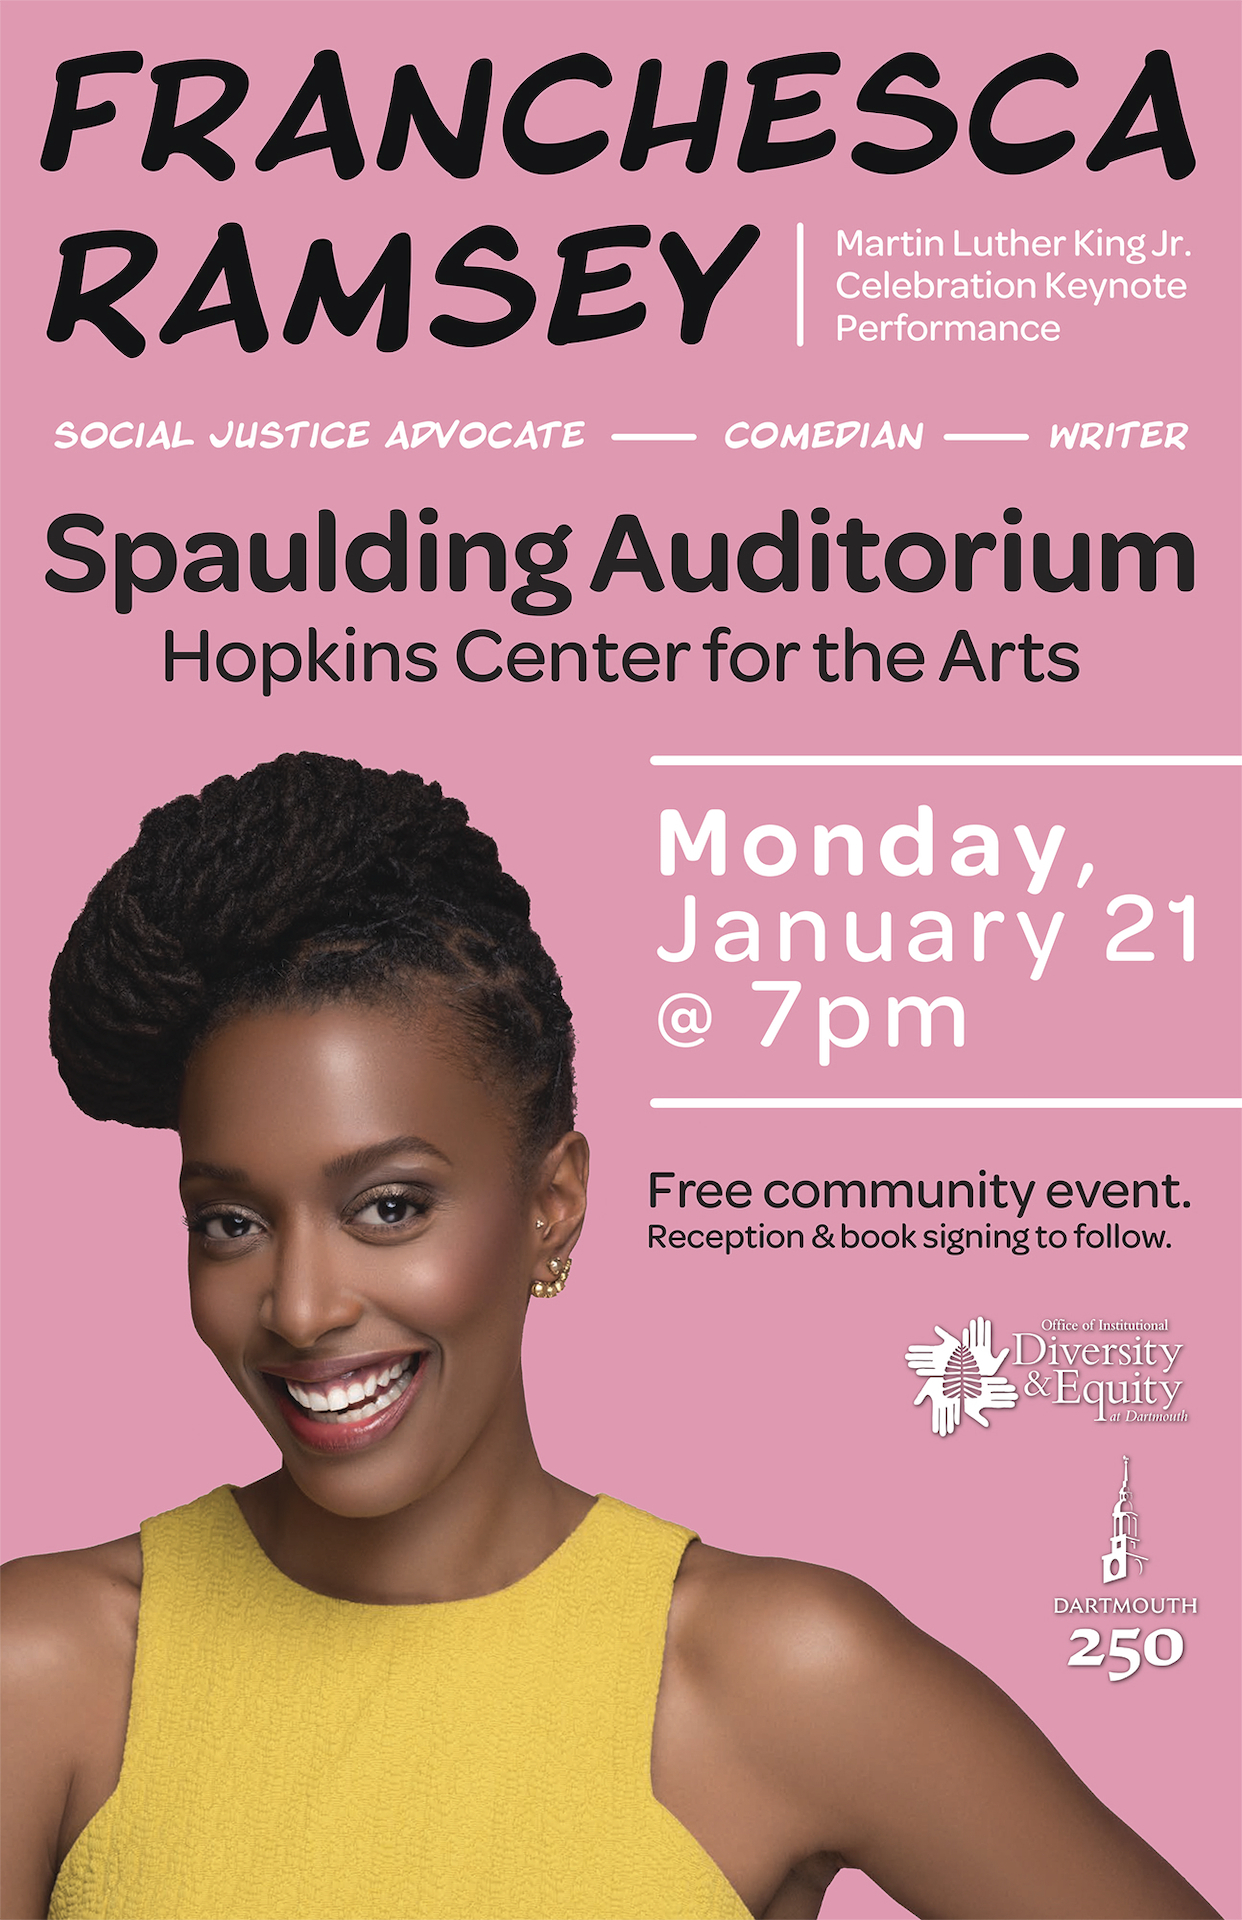 FRANCHESCA
RAMSEY
Martin Luther King Jr.
Celebration Keynote
Performance
SOCIAL JUSTICE ADVOCATE — COMEDIAN — WRITER
Spaulding Auditorium
Hopkins Center for the Arts
Monday,
January 21
@ 7pm
Free community event.
Reception & book signing to follow.
Office of Institutional
Diversity
& Equity
at Dartmouth
DARTMOUTH
250